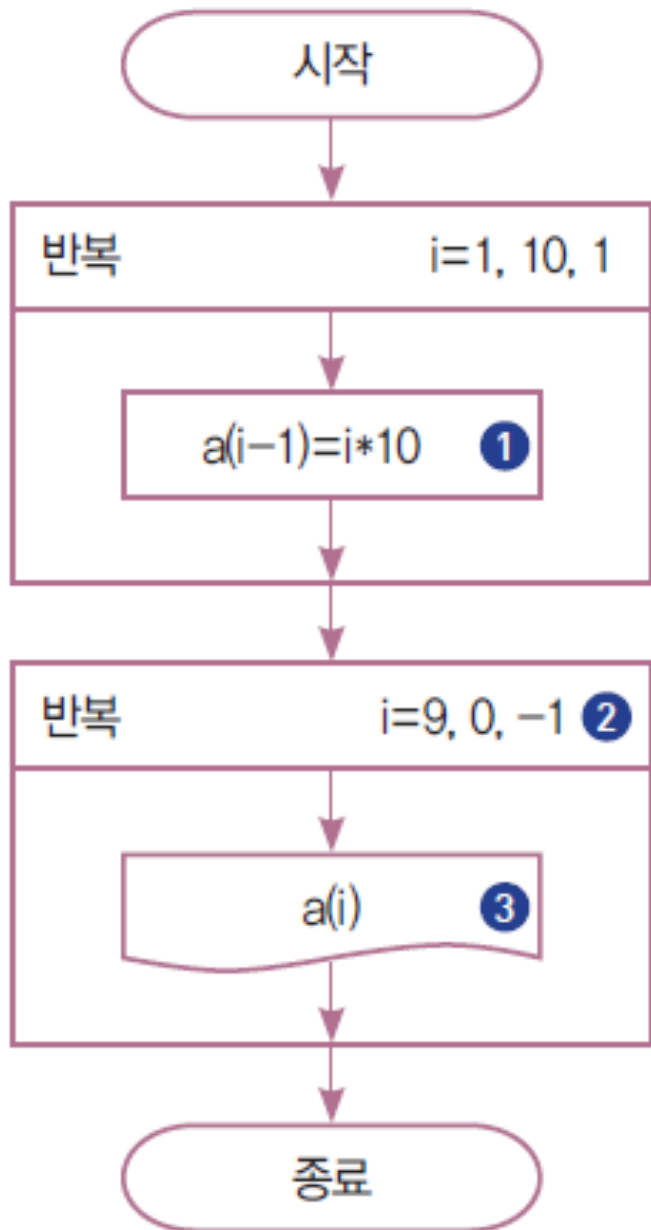 시작
반복 i=1, 10, 1
a(i-1)=i*10 1
반복 i=9, 0, -1 2
a(i) 3
종료